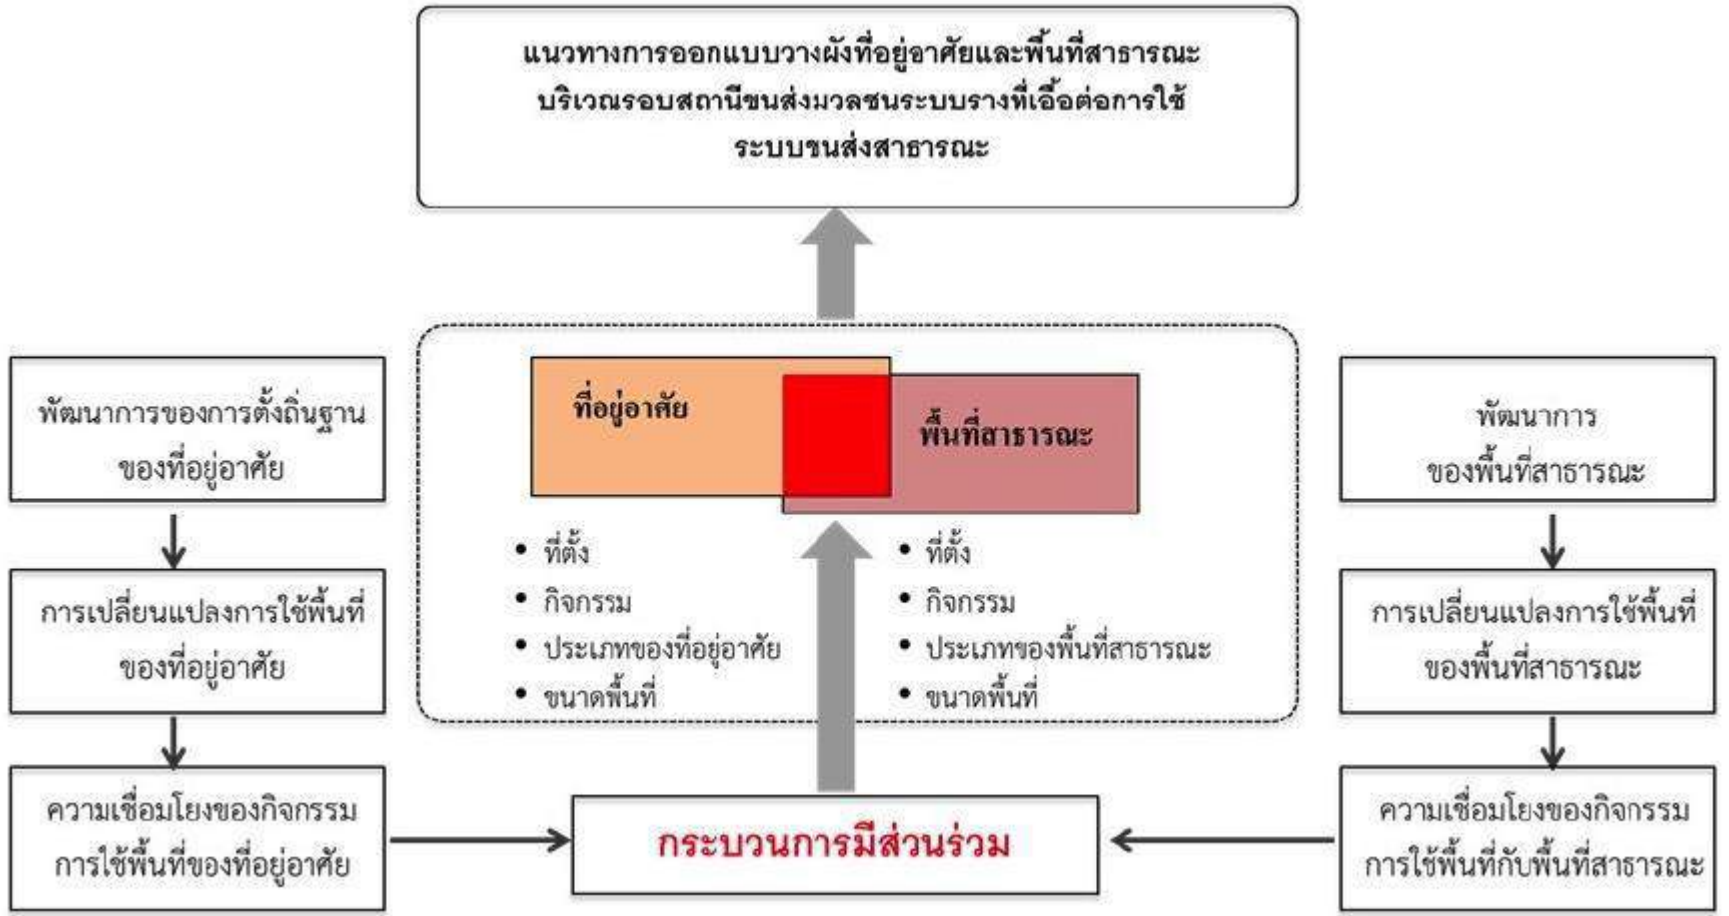 แนวทางการออกแบบวางผังที่อยู่อาศัยและพื้นที่สาธารณะ
บริเวณรอบสถานีขนส่งมวลชนระบบรางที่เอื้อต่อการใช้
ระบบขนส่งสาธารณะ
พัฒนาการของการตั้งถิ่นฐาน
ของที่อยู่อาศัย
การเปลี่ยนแปลงการใช้พื้นที่
ของที่อยู่อาศัย
ความเชื่อมโยงของกิจกรรม
การใช้พื้นที่ของที่อยู่อาศัย
ที่อยู่อาศัย
• ที่ตั้ง
• กิจกรรม
• ประเภทของที่อยู่อาศัย
• ขนาดพื้นที่
พื้นที่สาธารณะ
• ที่ตั้ง
• กิจกรรม
• ประเภทของพื้นที่สาธารณะ
• ขนาดพื้นที่
กระบวนการมีส่วนร่วม
พัฒนาการ
ของพื้นที่สาธารณะ
การเปลี่ยนแปลงการใช้พื้นที่
ของพื้นที่สาธารณะ
ความเชื่อมโยงของกิจกรรม
การใช้พื้นที่กับพื้นที่สาธารณะ